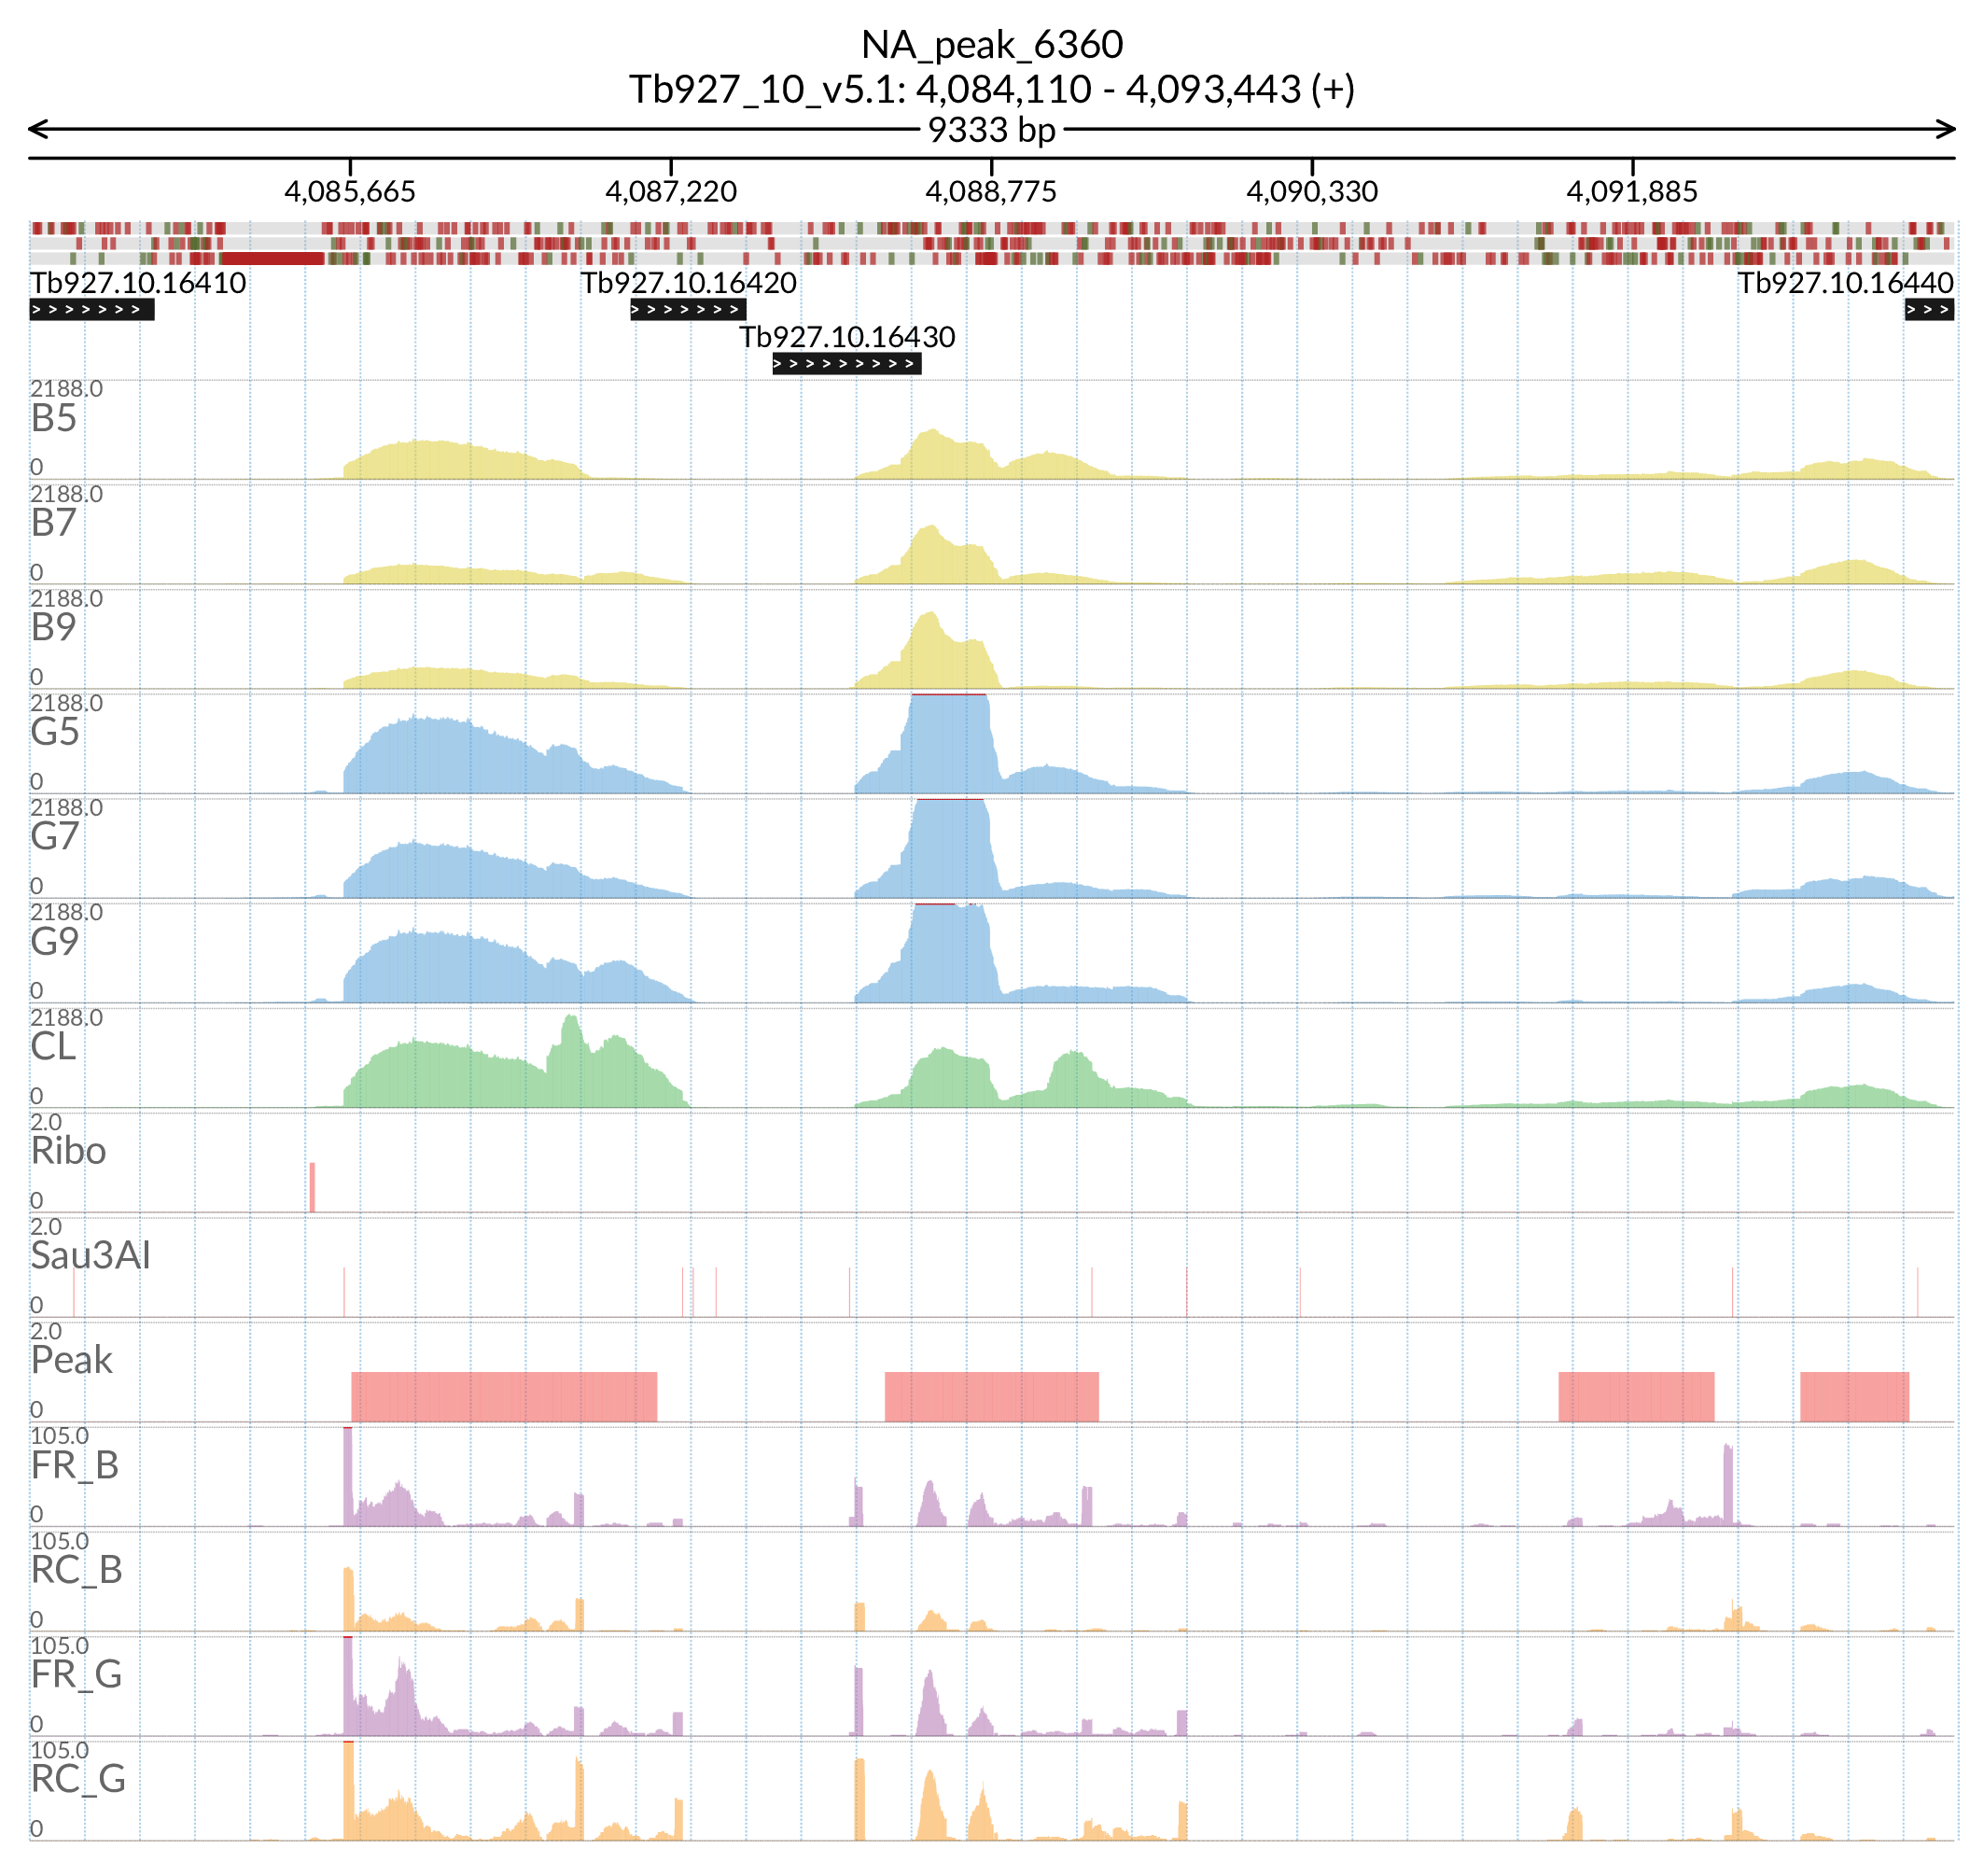 NA_peak_6360
Tb927_10_v5.1: 4,084,110 - 4,093,443 (+)
9333 bp
4,085,665 4,087,220 4,088,775 4,090,330 4,091,885
Tb927.10.16410 Tb927.10.16420 Tb927.10.16440
Tb927.10.16430
2188.0
B5
0
2188.0
B7
0
2188.0
B9
0
2188.0
G5
0
2188.0
G7
0
2188.0
G9
0
2188.0
CL
0
2.0
Ribo
0
2.0
Sau3AI
0
2.0
Peak
0
105.0
FR_B
0
105.0
RC_B
0
105.0
FR_G
0
105.0
RC_G
0